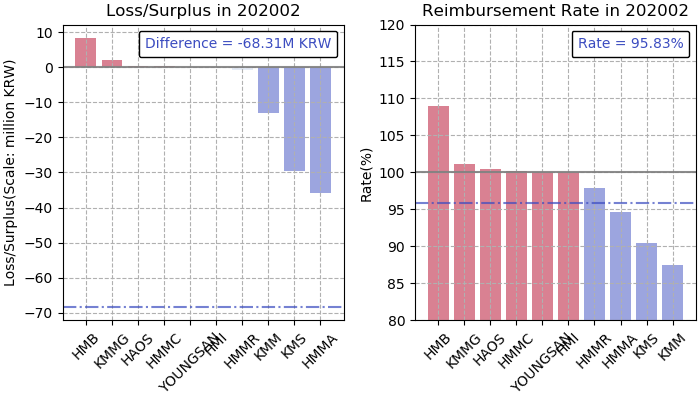 Loss/Surplus in 202002
Difference = -68.31M KRW
Loss/Surplus(Scale: million KRW)
10
0
−10
−20
−30
−40
−50
−60
−70
HMB
KMMG
HAOS
HMMC
YOUNGSAN
HMI
HMMR
KMM
KMS
HMMA
Reimbursement Rate in 202002
Rate = 95.83%
Rate(%)
120
115
110
105
100
95
90
85
80
HMB
KMMG
HAOS
HMMC
YOUNGSAN
HMI
HMMR
HMMA
KMS
KMM